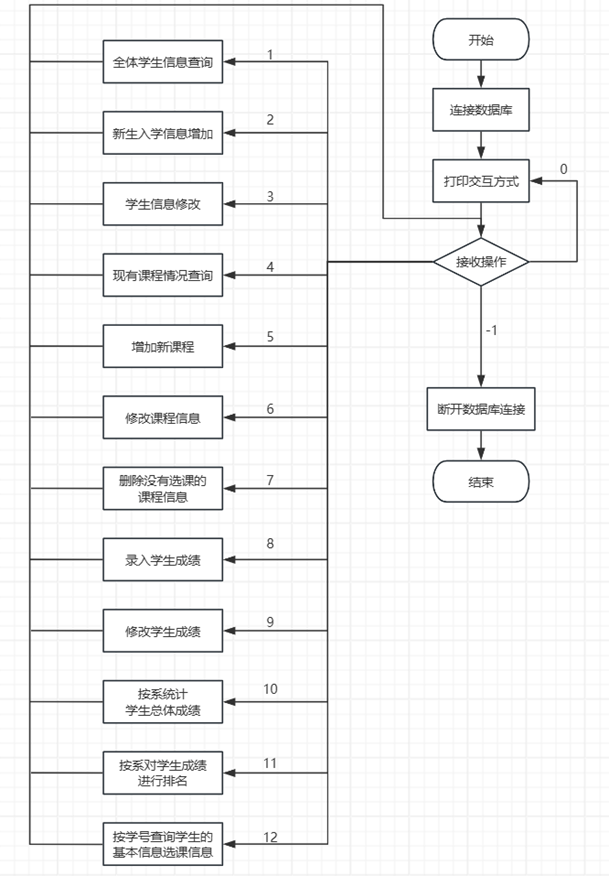 开始
连接数据库
打印交互方式
0
接收操作
-1
断开数据库连接
结束
全体学生信息查询
1
新生入学信息增加
2
学生信息修改
3
现有课程情况查询
4
增加新课程
5
修改课程信息
6
删除没有选课的
课程信息
7
录入学生成绩
8
修改学生成绩
9
按系统计
学生总体成绩
10
按系对学生成绩
进行排名
11
按学号查询学生的
基本信息选课信息
12